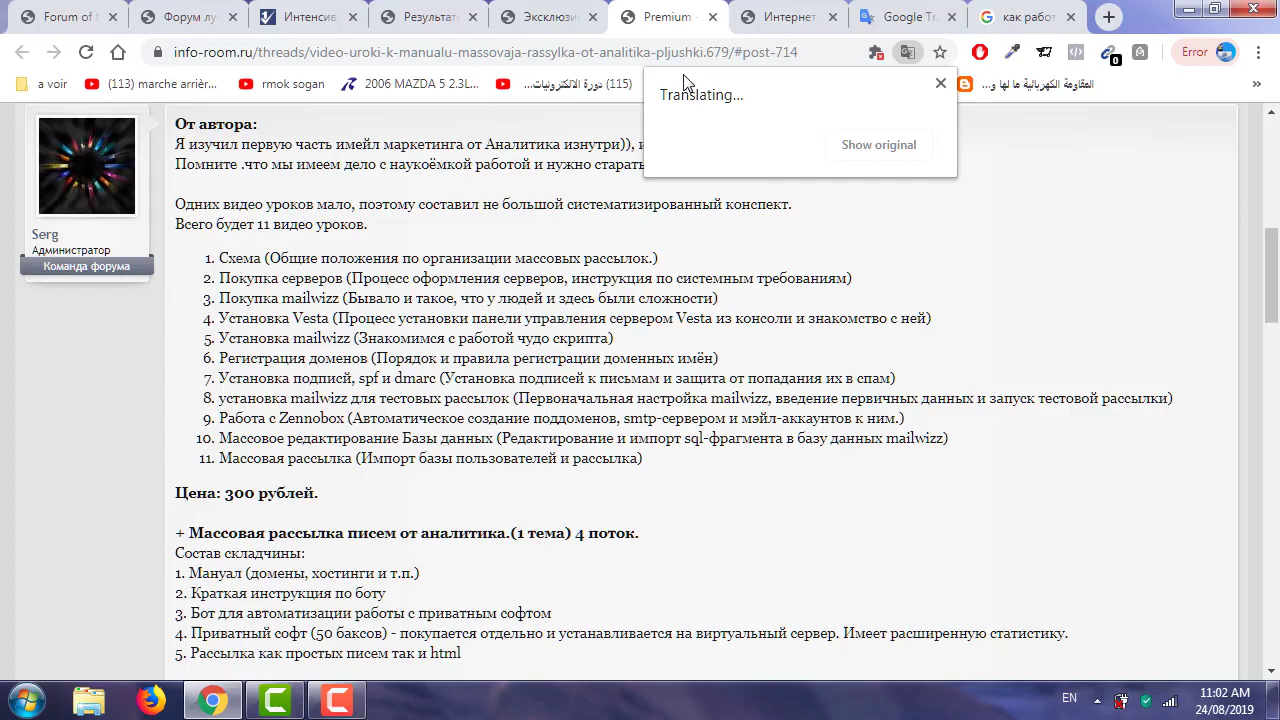 Forum of t
Форум лу
Интенсив
Результат
Эксклози
Premium -
Интернет
Google Tra
как работ
info-room.ru/threads/video-uroki-k-manualu-massovaja-rassylka-ot-analitika-pljushki.679/#post-714
0
Error
a voir
(113) marche arrièr...
rmok sogan
2006 MAZDA 5 2.3L...
(115) دورة الالكترونيات...
المقاومة الكهربائية ما لها و...
»
Translating...
Show original
От автора:
Я изучил первую часть имейл маркетинга от Аналитика изнутри)), и
Помните .что мы имеем дело с наукоёмкой работой и нужно старать
Одних видео уроков мало, поэтому составил не большой систематизированный конспект.
Всего будет 11 видео уроков.
Serg
Администратор
Команда форума
1. Схема (Общие положения по организации массовых рассылок.)
2. Покупка серверов (Процесс оформления серверов, инструкция по системным требованиям)
3. Покупка mailwizz (Бывало и такое, что у людей и здесь были сложности)
4. Установка Vesta (Процесс установки панели управления сервером Vesta из консоли и знакомство с ней)
5. Установка mailwizz (Знакомимся с работой чудо скрипта)
6. Регистрация доменов (Порядок и правила регистрации доменных имён)
7. Установка подписей, spf и dmarc (Установка подписей к письмам и защита от попадания их в спам)
8. установка mailwizz для тестовых рассылок (Первоначальная настройка mailwizz, введение первичных данных и запуск тестовой рассылки)
9. Работа с Zennobox (Автоматическое создание поддоменов, smtp-сервером и мэйл-аккаунтов к ним.)
10. Массовое редактирование Базы данных (Редактирование и импорт sql-фрагмента в базу данных mailwizz)
11. Массовая рассылка (Импорт базы пользователей и рассылка)
Цена: 300 рублей.
+ Массовая рассылка писем от аналитика.(1 тема) 4 поток.
Состав складчины:
1. Мануал (домены, хостинги и т.п.)
2. Краткая инструкция по боту
3. Бот для автоматизации работы с приватным софтом
4. Приватный софт (50 баксов) - покупается отдельно и устанавливается на виртуальный сервер. Имеет расширенную статистику.
5. Рассылка как простых писем так и html
EN
11:02 AM
24/08/2019